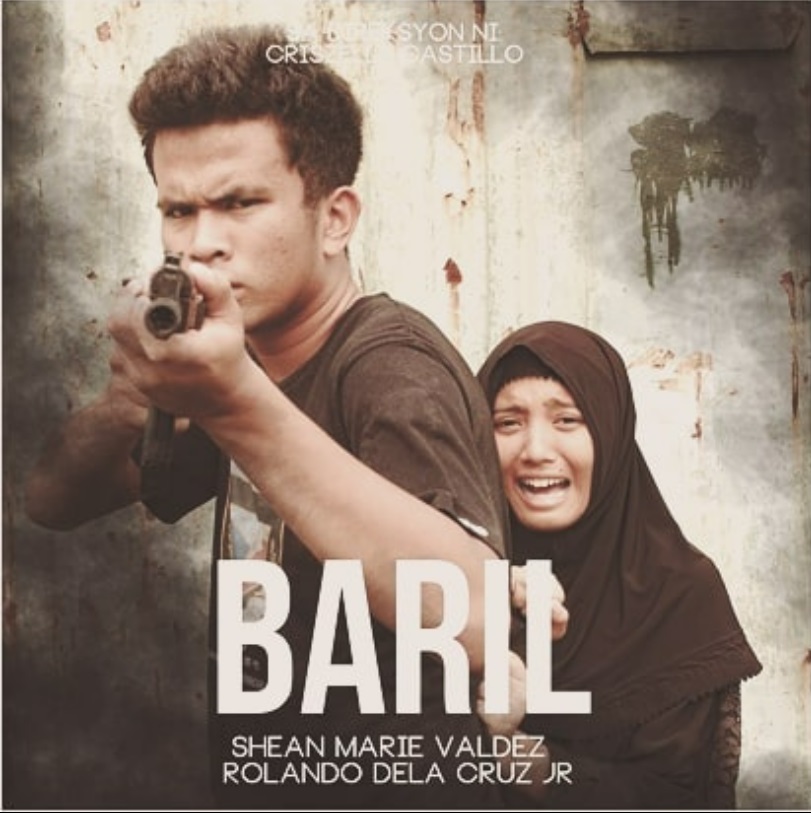 NI
CASTILLO
BARIL
SHEAN MARIE VALDEZ
ROLANDO DELA CRUZ JR